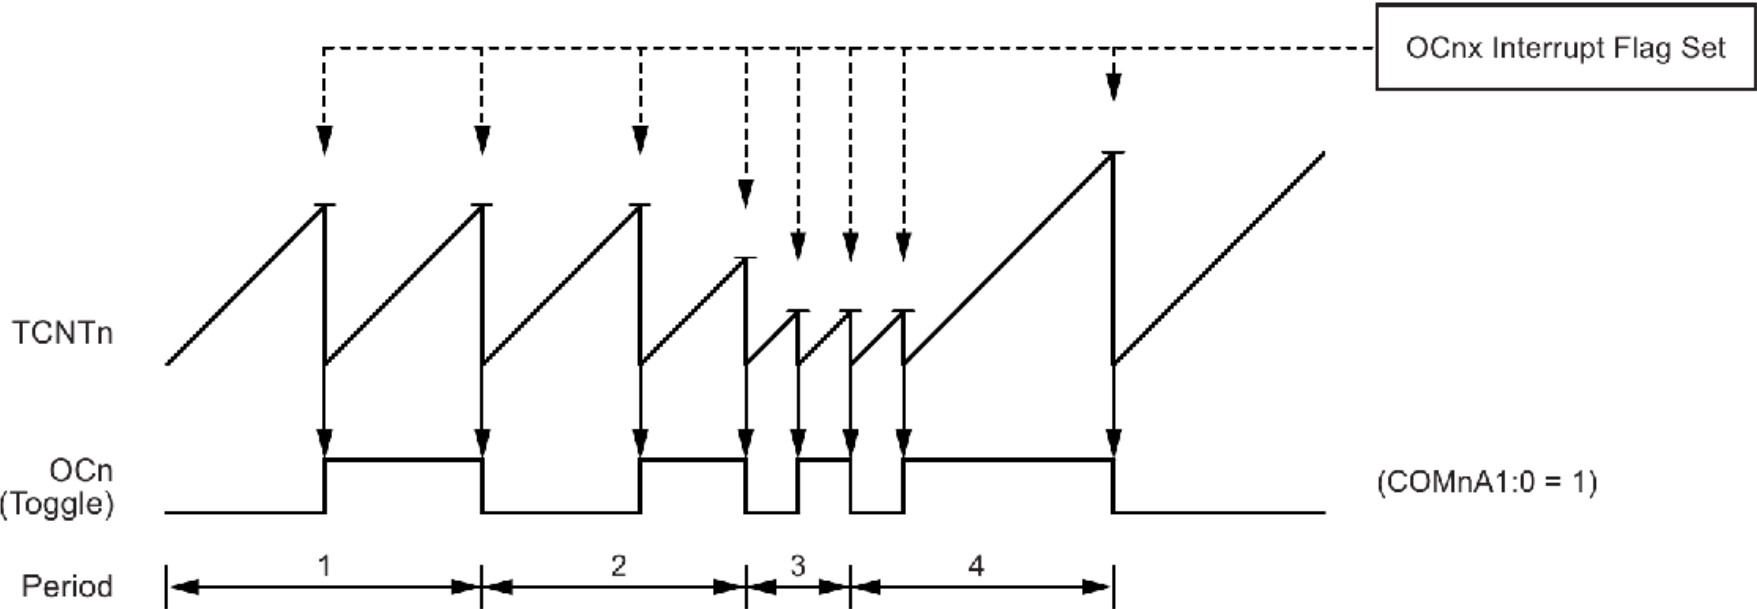 OCnx Interrupt Flag Set
TCNTn
OCn
(Toggle)
(COMnA1:0 = 1)
Period
1
2
3
4